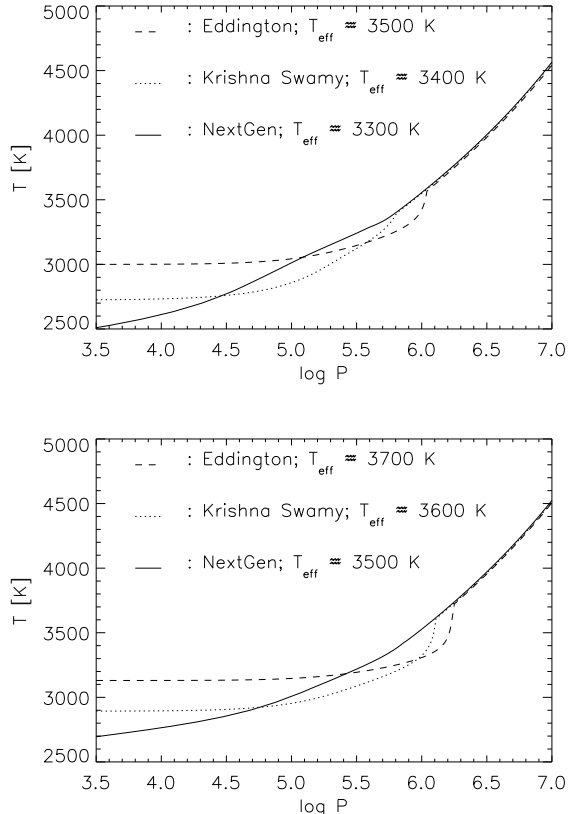 5000
4500
4000
3500
3000
2500
T [K]
: Eddington; T_eff ≈ 3500 K
: Krishna Swamy; T_eff ≈ 3400 K
: NextGen; T_eff ≈ 3300 K
3.5 4.0 4.5 5.0 5.5 6.0 6.5 7.0
log P
5000
4500
4000
3500
3000
2500
T [K]
: Eddington; T_eff ≈ 3700 K
: Krishna Swamy; T_eff ≈ 3600 K
: NextGen; T_eff ≈ 3500 K
3.5 4.0 4.5 5.0 5.5 6.0 6.5 7.0
log P